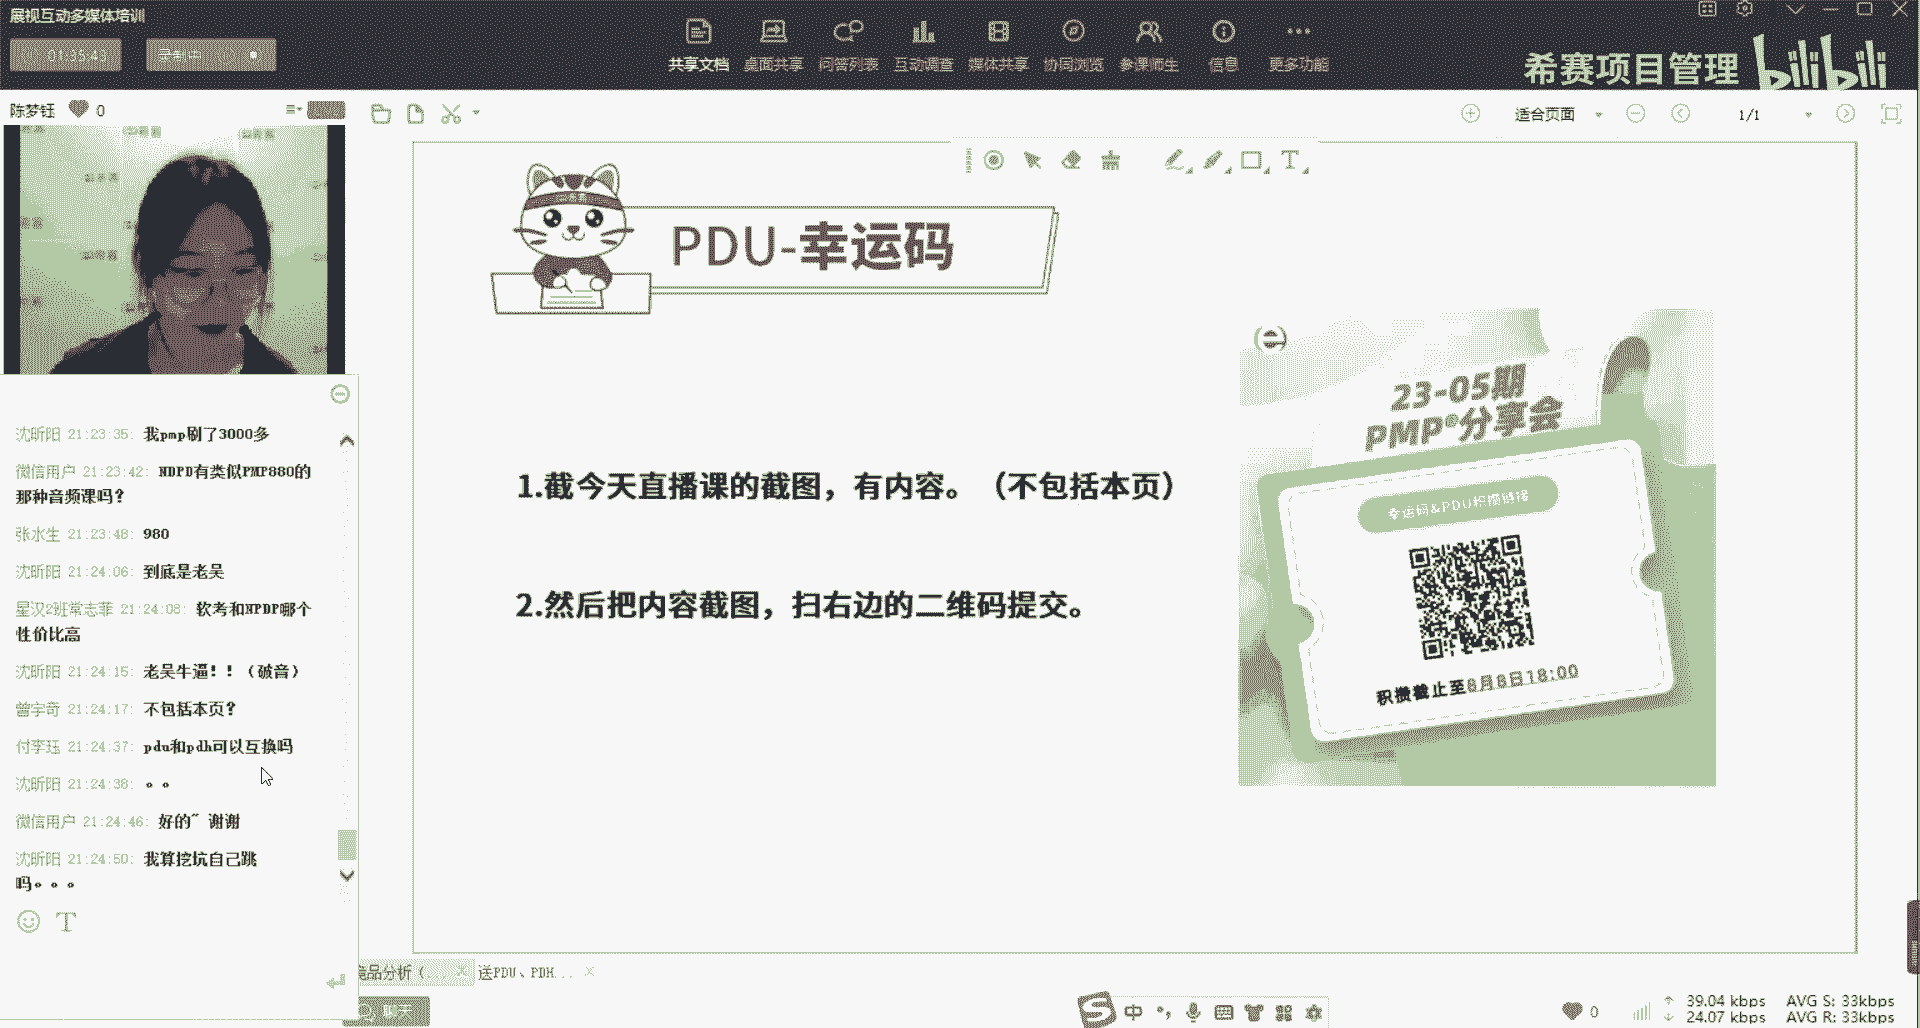 展视互动多媒体培训
01:35:43
录制中
共享文档 桌面共享 问答列表 互动调查 媒体共享 协同浏览 参课师生 信息 更多功能
希赛项目管理 bilibili
陈梦钰 0
适合页面 1/1
PDU-幸运码
1.截今天直播课的截图，有内容。（不包括本页）
2.然后把内容截图，扫右边的二维码提交。
23-05期
PMP®分享会
幸运码&PDU积攒链接
积攒截止至8月8日18:00
沈昕阳 21:23:35: 我pmp刷了3000多
微信用户 21:23:42: NDPD有类似PMP880的
那种音频课吗？
张水生 21:23:48: 980
沈昕阳 21:24:06: 到底是老吴
星汉2班常志菲 21:24:08: 软考和NPDP哪个
性价比高
沈昕阳 21:24:15: 老吴牛逼！！（破音）
曾宇奇 21:24:17: 不包括本页？
付李珏 21:24:37: pdu和pdh可以互换吗
沈昕阳 21:24:38: 。。
微信用户 21:24:46: 好的~ 谢谢
沈昕阳 21:24:50: 我算挖坑自己跳
吗。。。
竞品分析（... 送PDU、PDH...
聊天
中
0
39.04 kbps AVG S: 33kbps
24.07 kbps AVG R: 33kbps